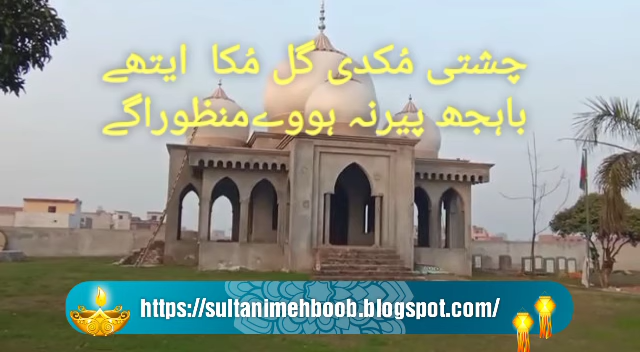 چشتی مُکدی گل مُکا ایتھے
باہجھ پیرنہ ہووےمنظوراگے
https://sultanimehboob.blogspot.com/